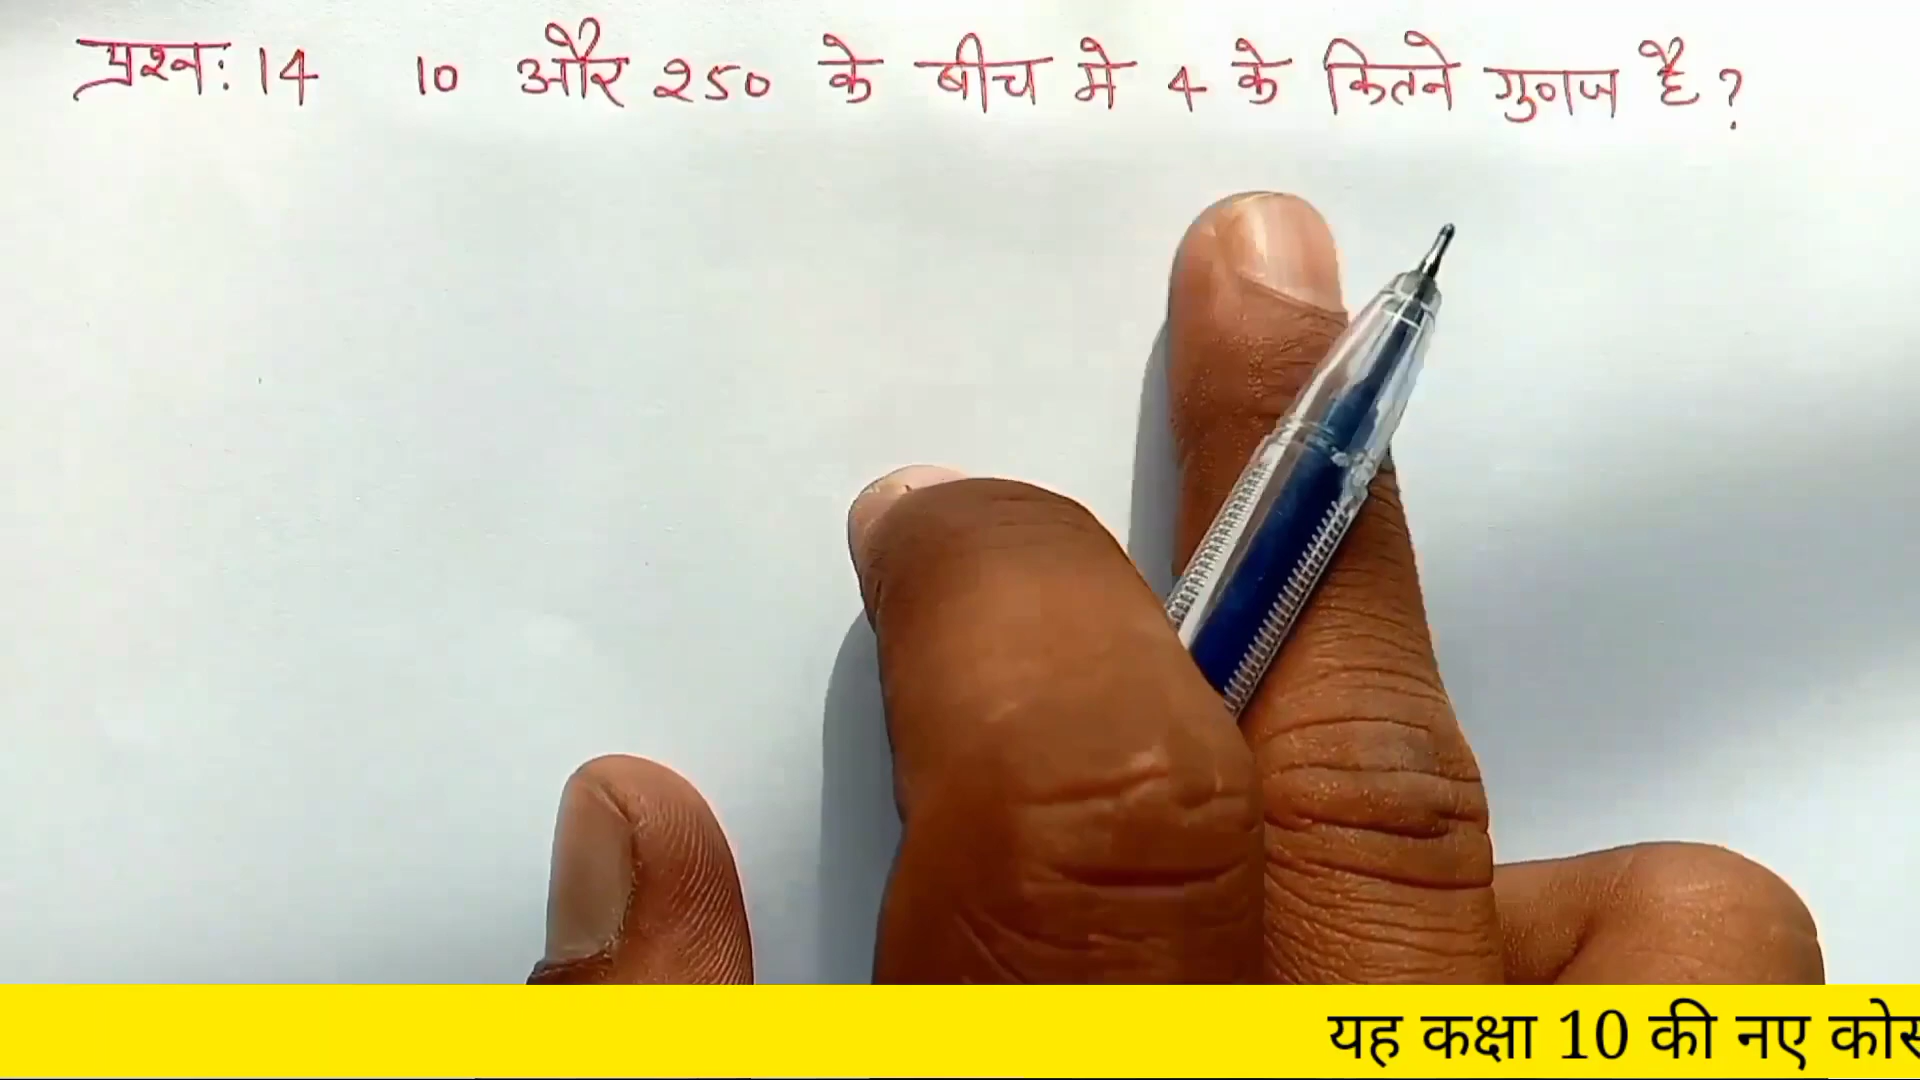 प्रश्न: 14 10 और 250 के बीच मे 4 के कितने गुणज है ?
यह कक्षा 10 की नए कोस